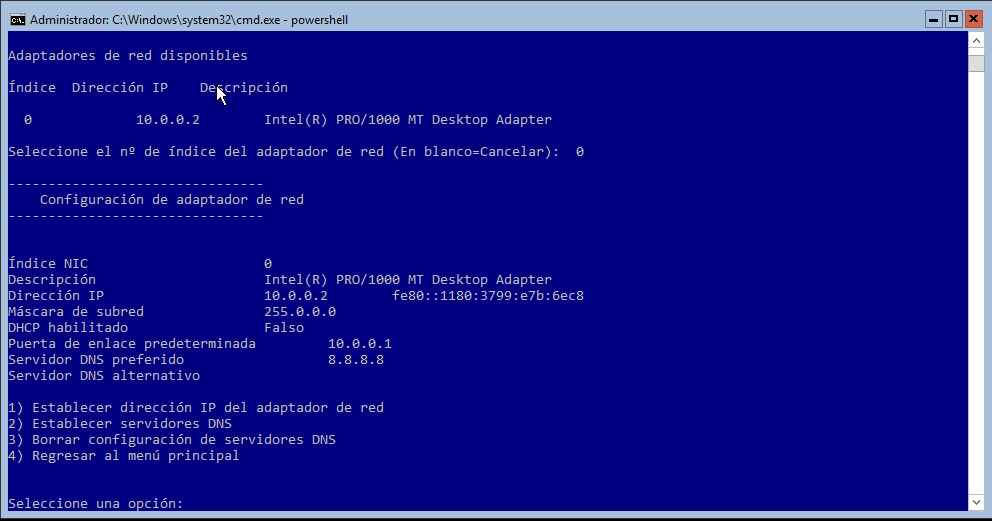 Administrador: C:\Windows\system32\cmd.exe - powershell
Adaptadores de red disponibles
Índice  Dirección IP    Descripción
0             10.0.0.2        Intel(R) PRO/1000 MT Desktop Adapter
Seleccione el nº de índice del adaptador de red (En blanco=Cancelar):  0
--------------------------------
Configuración de adaptador de red
--------------------------------
Índice NIC                      0
Descripción                     Intel(R) PRO/1000 MT Desktop Adapter
Dirección IP                    10.0.0.2        fe80::1180:3799:e7b:6ec8
Máscara de subred               255.0.0.0
DHCP habilitado                 Falso
Puerta de enlace predeterminada         10.0.0.1
Servidor DNS preferido                  8.8.8.8
Servidor DNS alternativo
1) Establecer dirección IP del adaptador de red
2) Establecer servidores DNS
3) Borrar configuración de servidores DNS
4) Regresar al menú principal
Seleccione una opción: